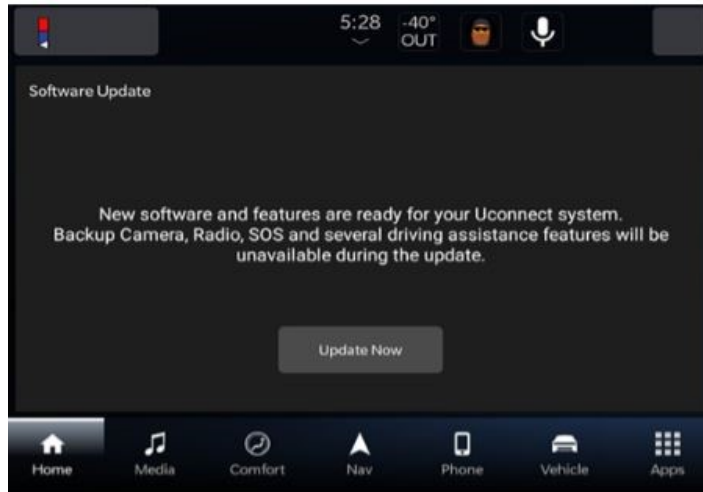 5:28
-40°
OUT
Software Update
New software and features are ready for your Uconnect system.
Backup Camera, Radio, SOS and several driving assistance features will be
unavailable during the update.
Update Now
Home Media Comfort Nav Phone Vehicle Apps